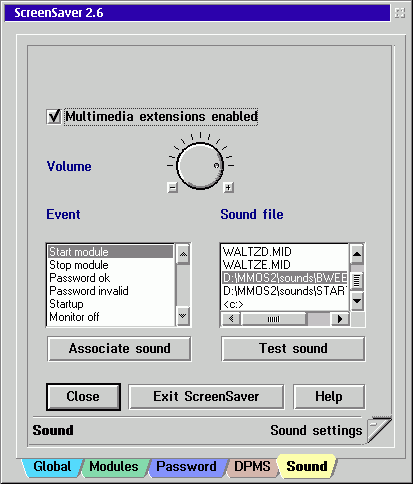 ScreenSaver 2.6
Multimedia extensions enabled
Volume
Event
Sound file
Start module
Stop module
Password ok
Password invalid
Startup
Monitor off
WALTZD.MID
WALTZE.MID
D:\MMOS2\sounds\BWEE
D:\MMOS2\sounds\START
<c:>
Associate sound
Test sound
Close
Exit ScreenSaver
Help
Sound
Sound settings
Global
Modules
Password
DPMS
Sound